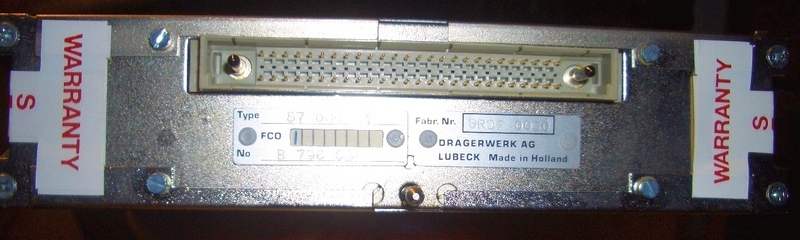 WARRANTY
S
Type
FCO
No
Fabr. Nr.
DRAGERWERK AG
LUBECK Made in Holland
WARRANTY
S